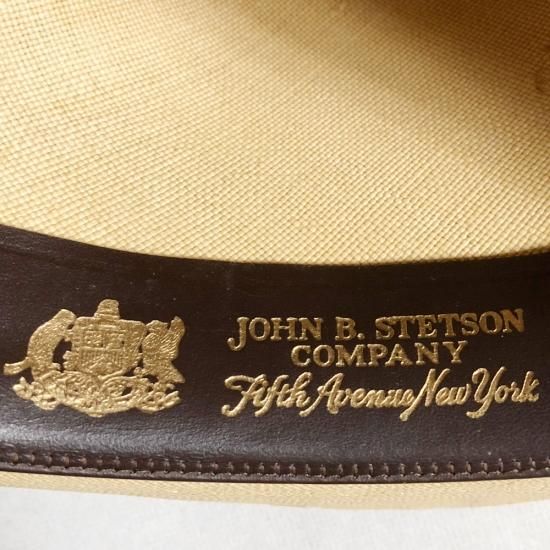 JOHN B. STETSON
COMPANY
Fifth Avenue New York